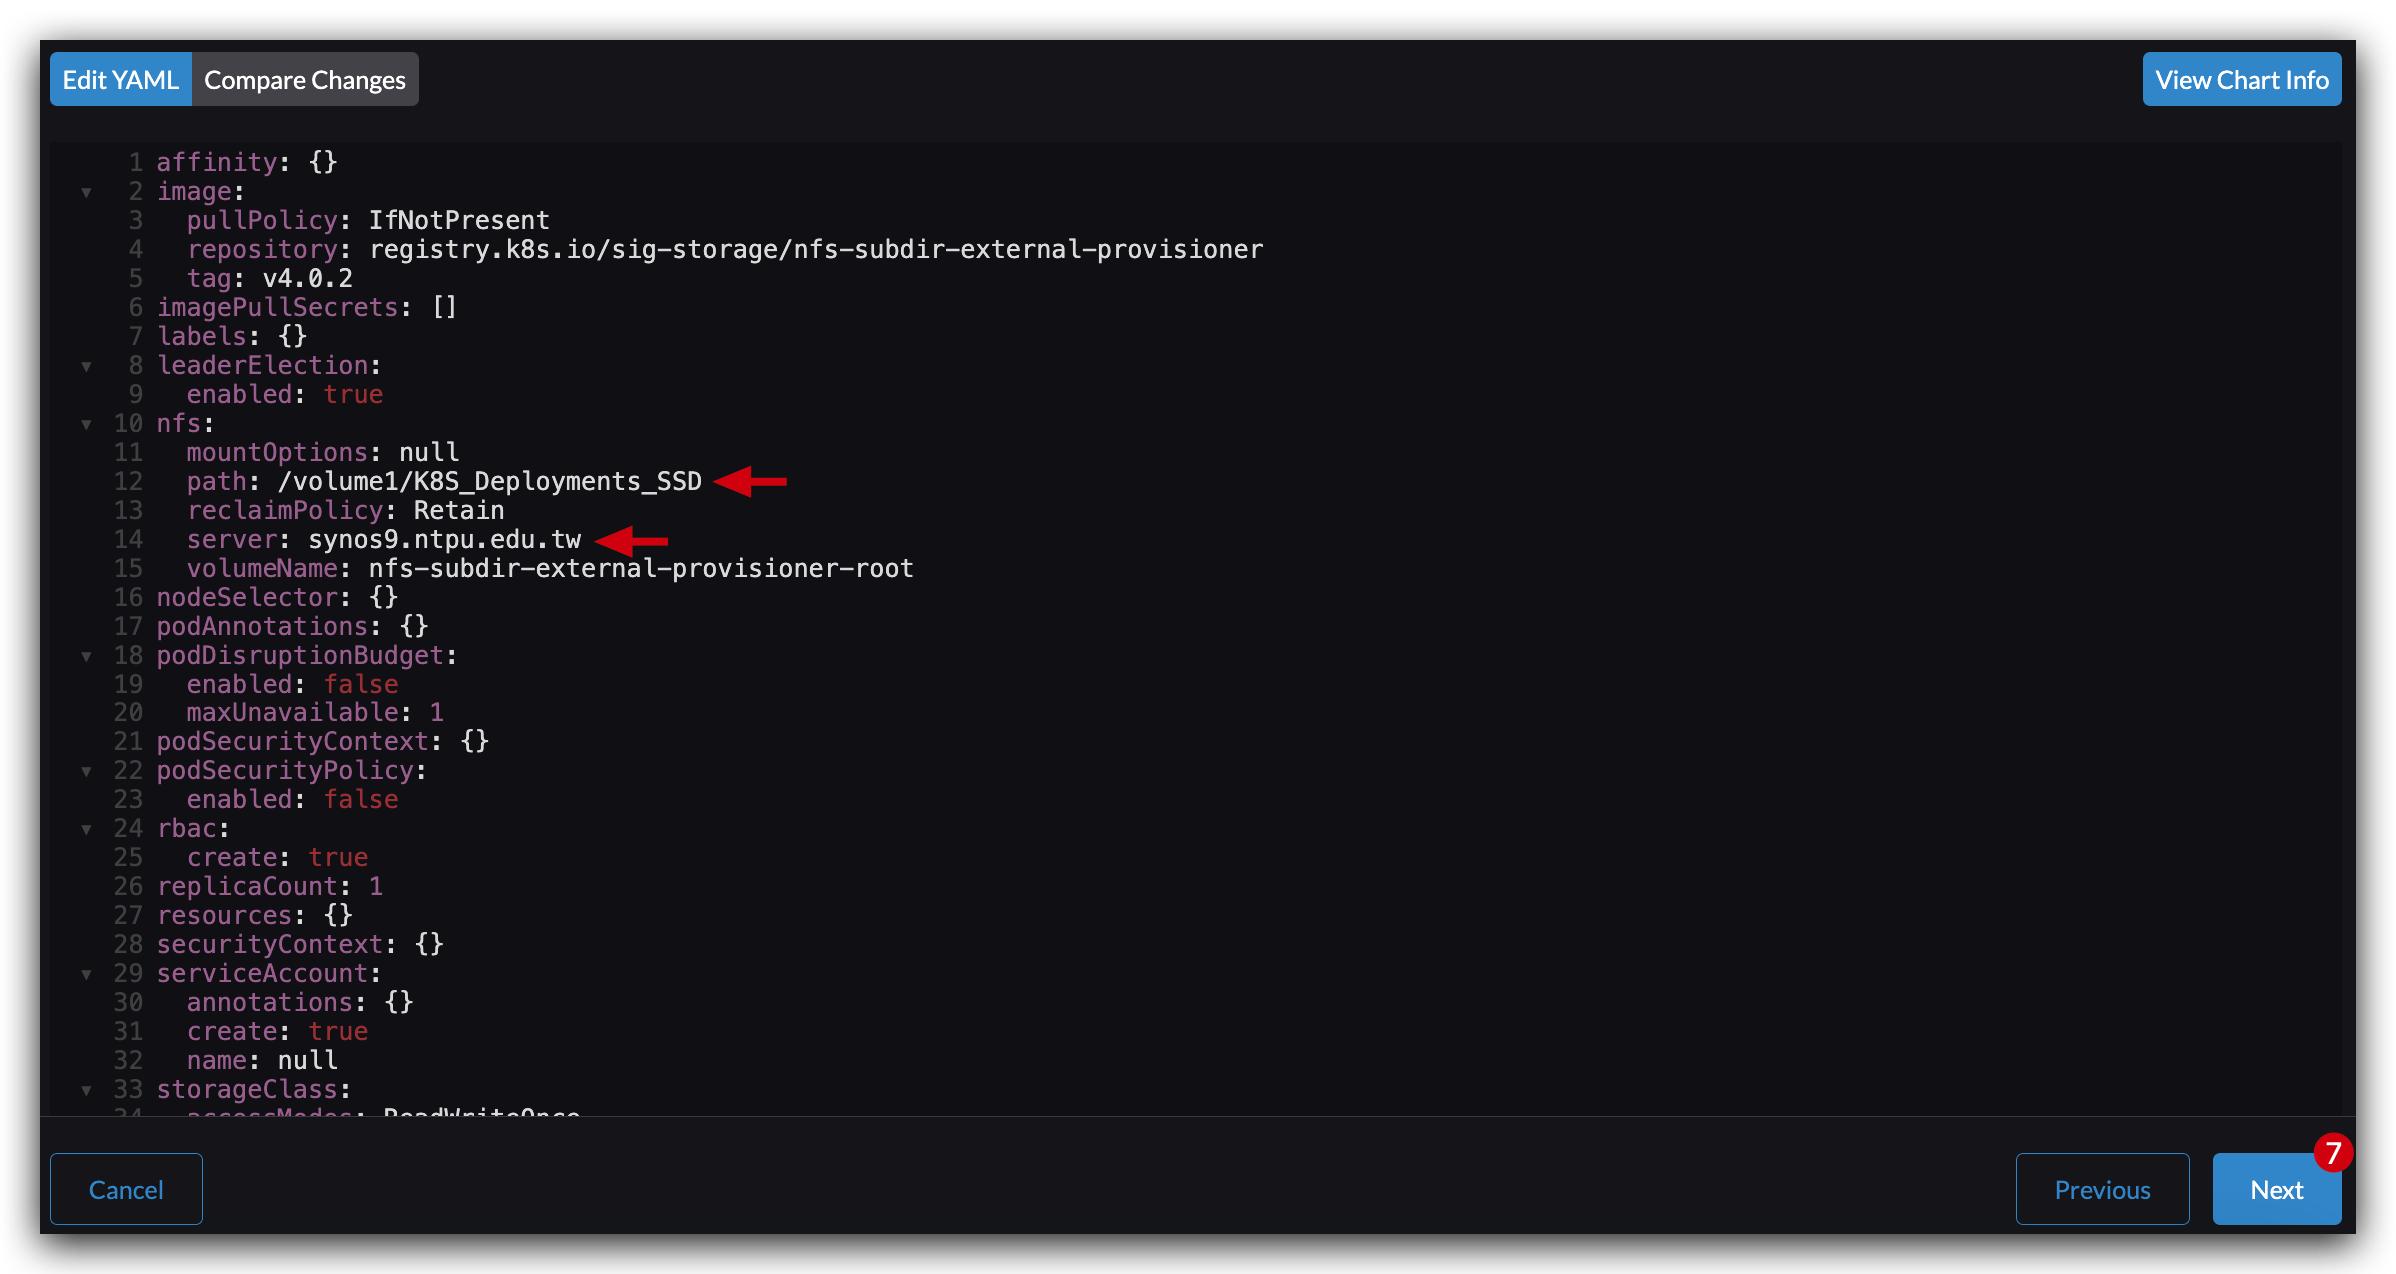 Edit YAML Compare Changes View Chart Info
1 affinity: {}
2 image:
3   pullPolicy: IfNotPresent
4   repository: registry.k8s.io/sig-storage/nfs-subdir-external-provisioner
5   tag: v4.0.2
6 imagePullSecrets: []
7 labels: {}
8 leaderElection:
9   enabled: true
10 nfs:
11   mountOptions: null
12   path: /volume1/K8S_Deployments_SSD
13   reclaimPolicy: Retain
14   server: synos9.ntpu.edu.tw
15   volumeName: nfs-subdir-external-provisioner-root
16 nodeSelector: {}
17 podAnnotations: {}
18 podDisruptionBudget:
19   enabled: false
20   maxUnavailable: 1
21 podSecurityContext: {}
22 podSecurityPolicy:
23   enabled: false
24 rbac:
25   create: true
26 replicaCount: 1
27 resources: {}
28 securityContext: {}
29 serviceAccount:
30   annotations: {}
31   create: true
32   name: null
33 storageClass:
34   accessModes: ReadWriteOnce
7
Cancel Previous Next